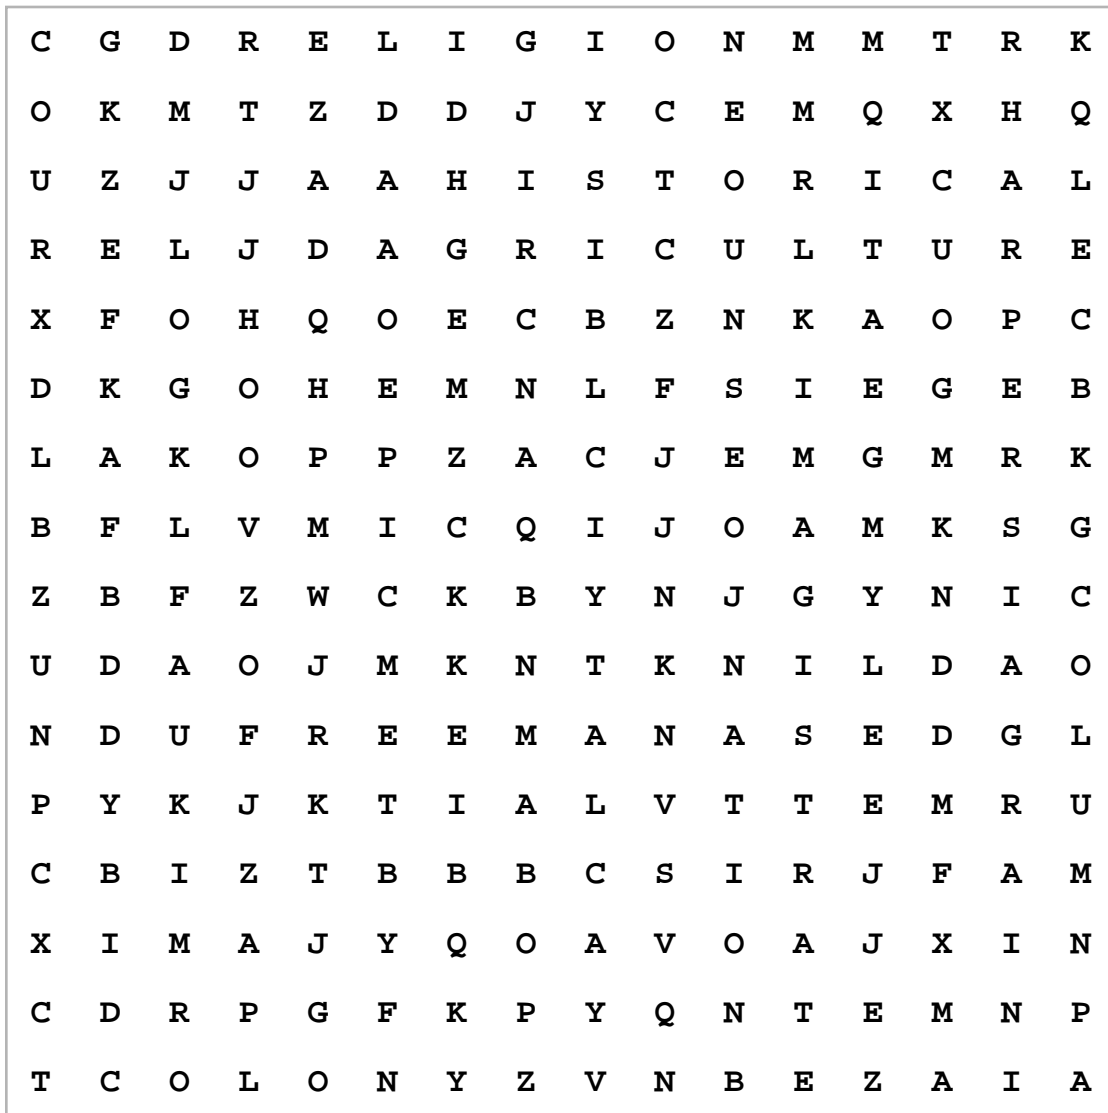 C G D R E L I G I O N M M T R K
O K M T Z D D J Y C E M Q X H Q
U Z J J A A H I S T O R I C A L
R E L J D A G R I C U L T U R E
X F O H Q O E C B Z N K A O P C
D K G O H E M N L F S I E G E B
L A K O P P Z A C J E M G M R K
B F L V M I C Q I J O A M K S G
Z B F Z W C K B Y N J G Y N I C
U D A O J M K N T K N I L D A O
N D U F R E E M A N A S E D G L
P Y K J K T I A L V T T E M R U
C B I Z T B B B C S I R J F A M
X I M A J Y Q O A V O A J X I N
C D R P G F K P Y Q N T E M N P
T C O L O N Y Z V N B E Z A I A